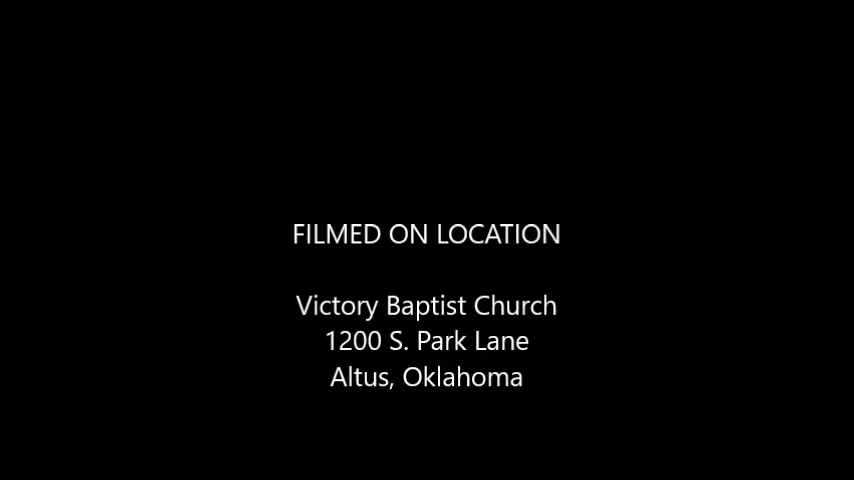 FILMED ON LOCATION
Victory Baptist Church
1200 S. Park Lane
Altus, Oklahoma